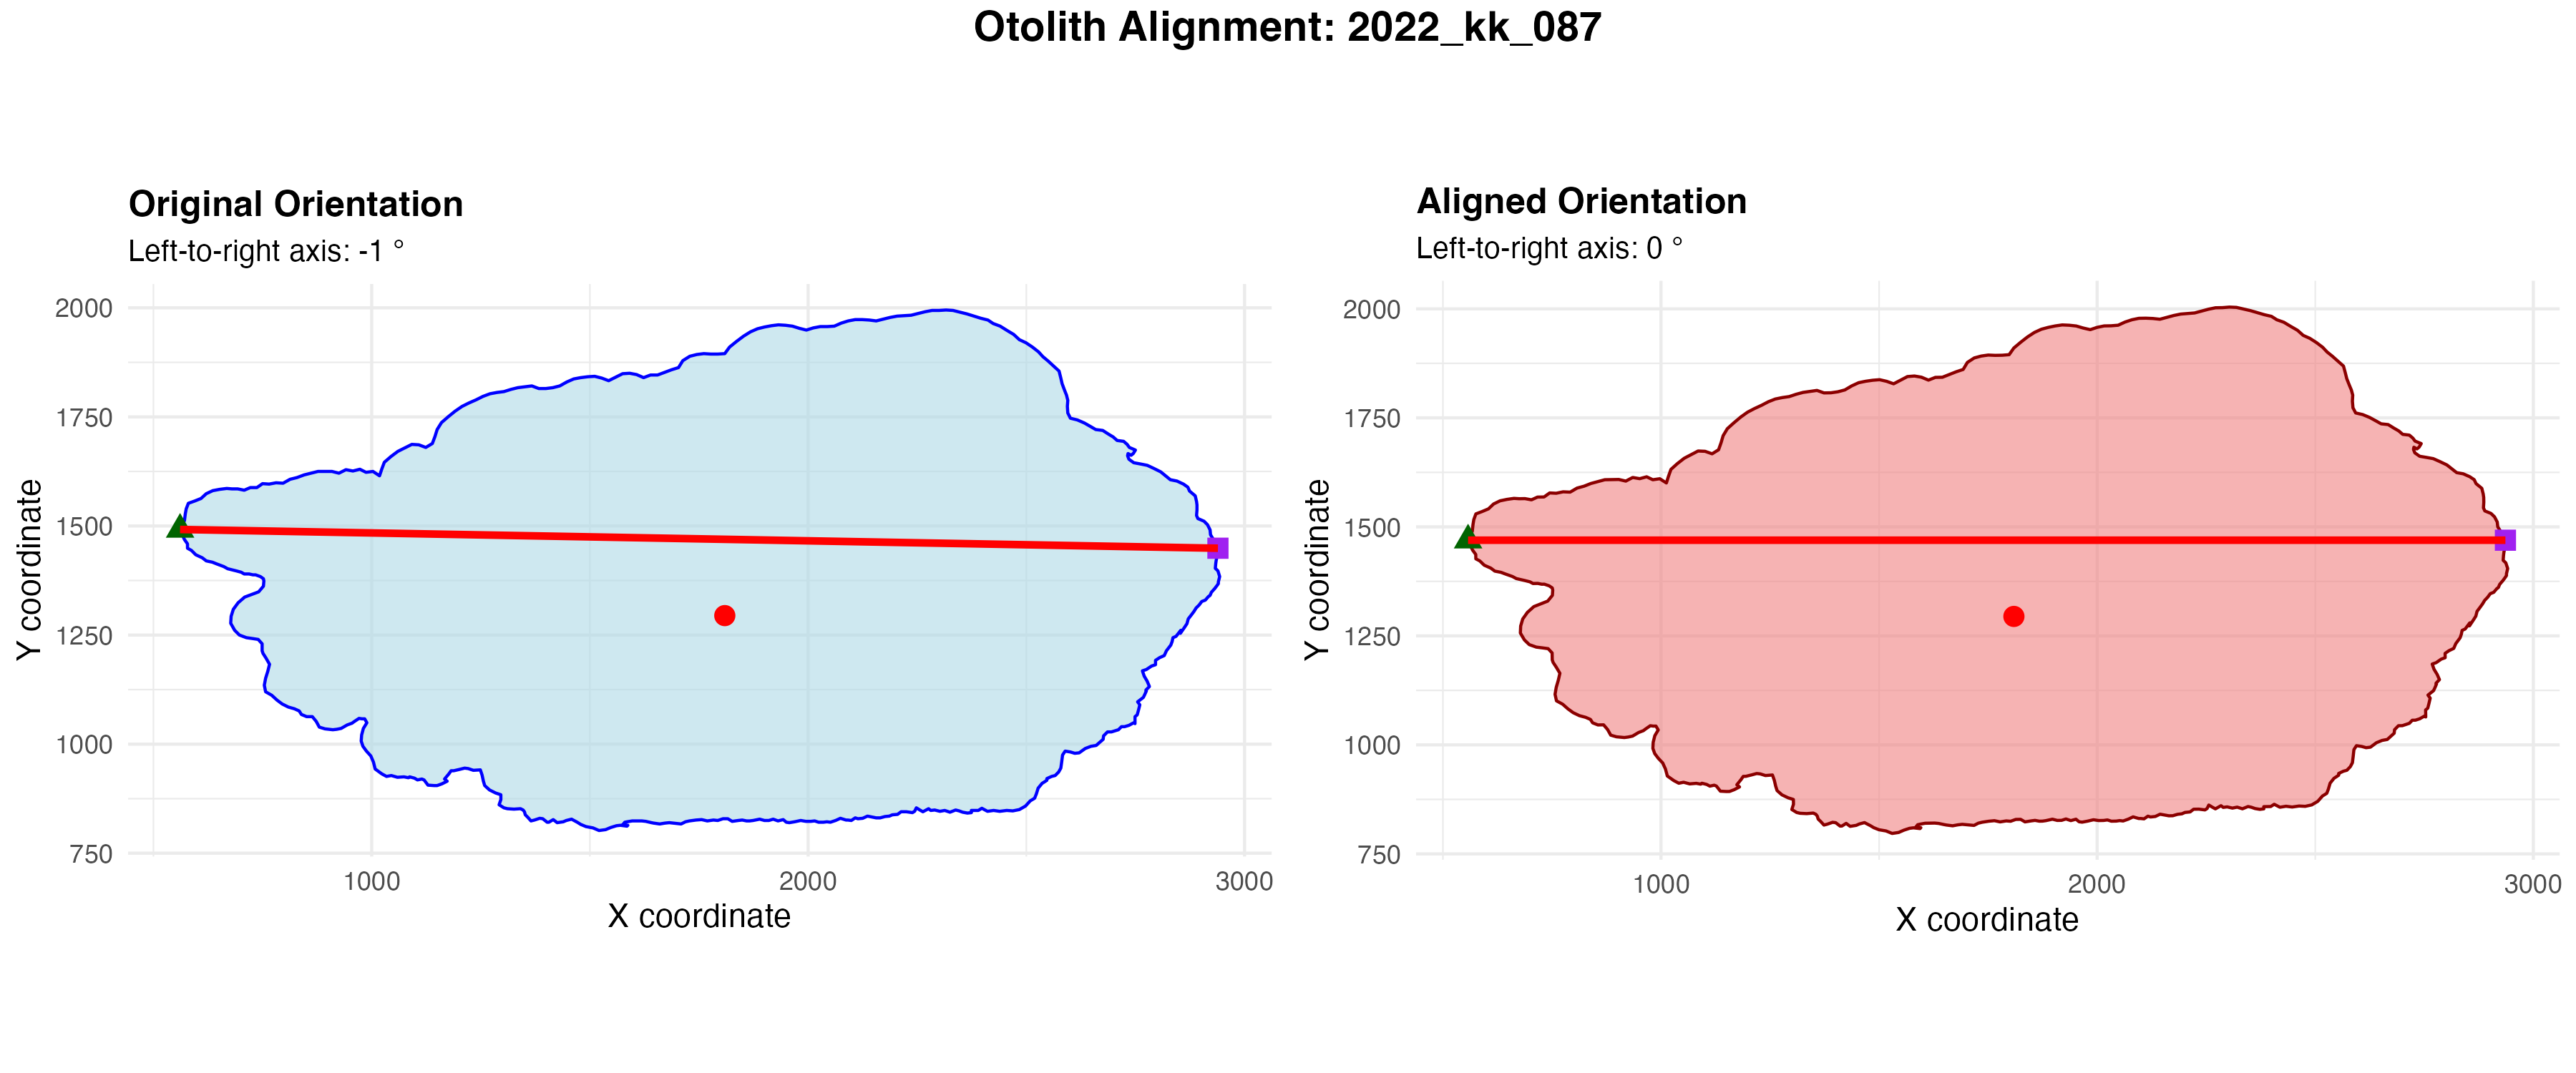 Otolith Alignment: 2022_kk_087
Original Orientation
Left-to-right axis: -1 °
2000
1750
1500
1250
1000
750
Y coordinate
1000
2000
3000
X coordinate
Aligned Orientation
Left-to-right axis: 0 °
2000
1750
1500
1250
1000
750
Y coordinate
1000
2000
3000
X coordinate